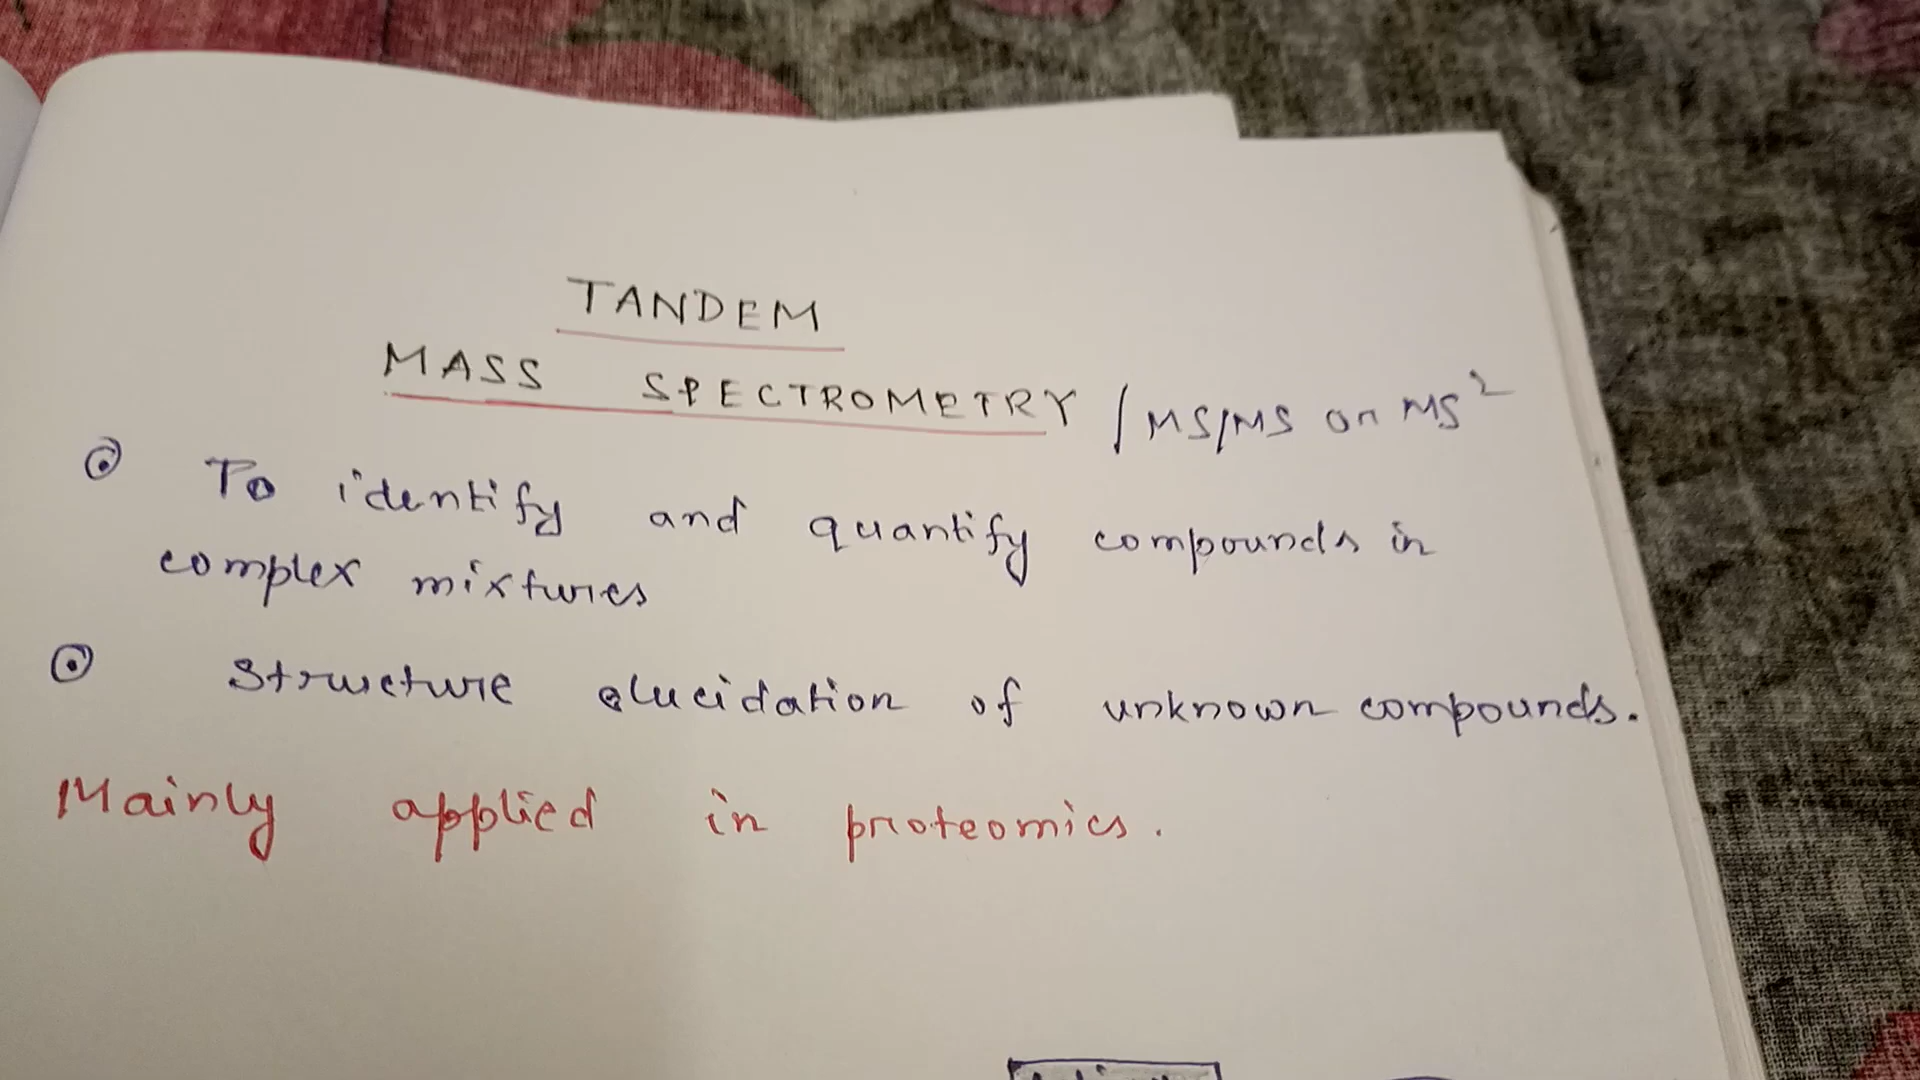 TANDEM
MASS SPECTROMETRY / MS/MS or MS²
To identify and quantify compounds in
complex mixtures
Structure elucidation of unknown compounds.
Mainly applied in proteomics.